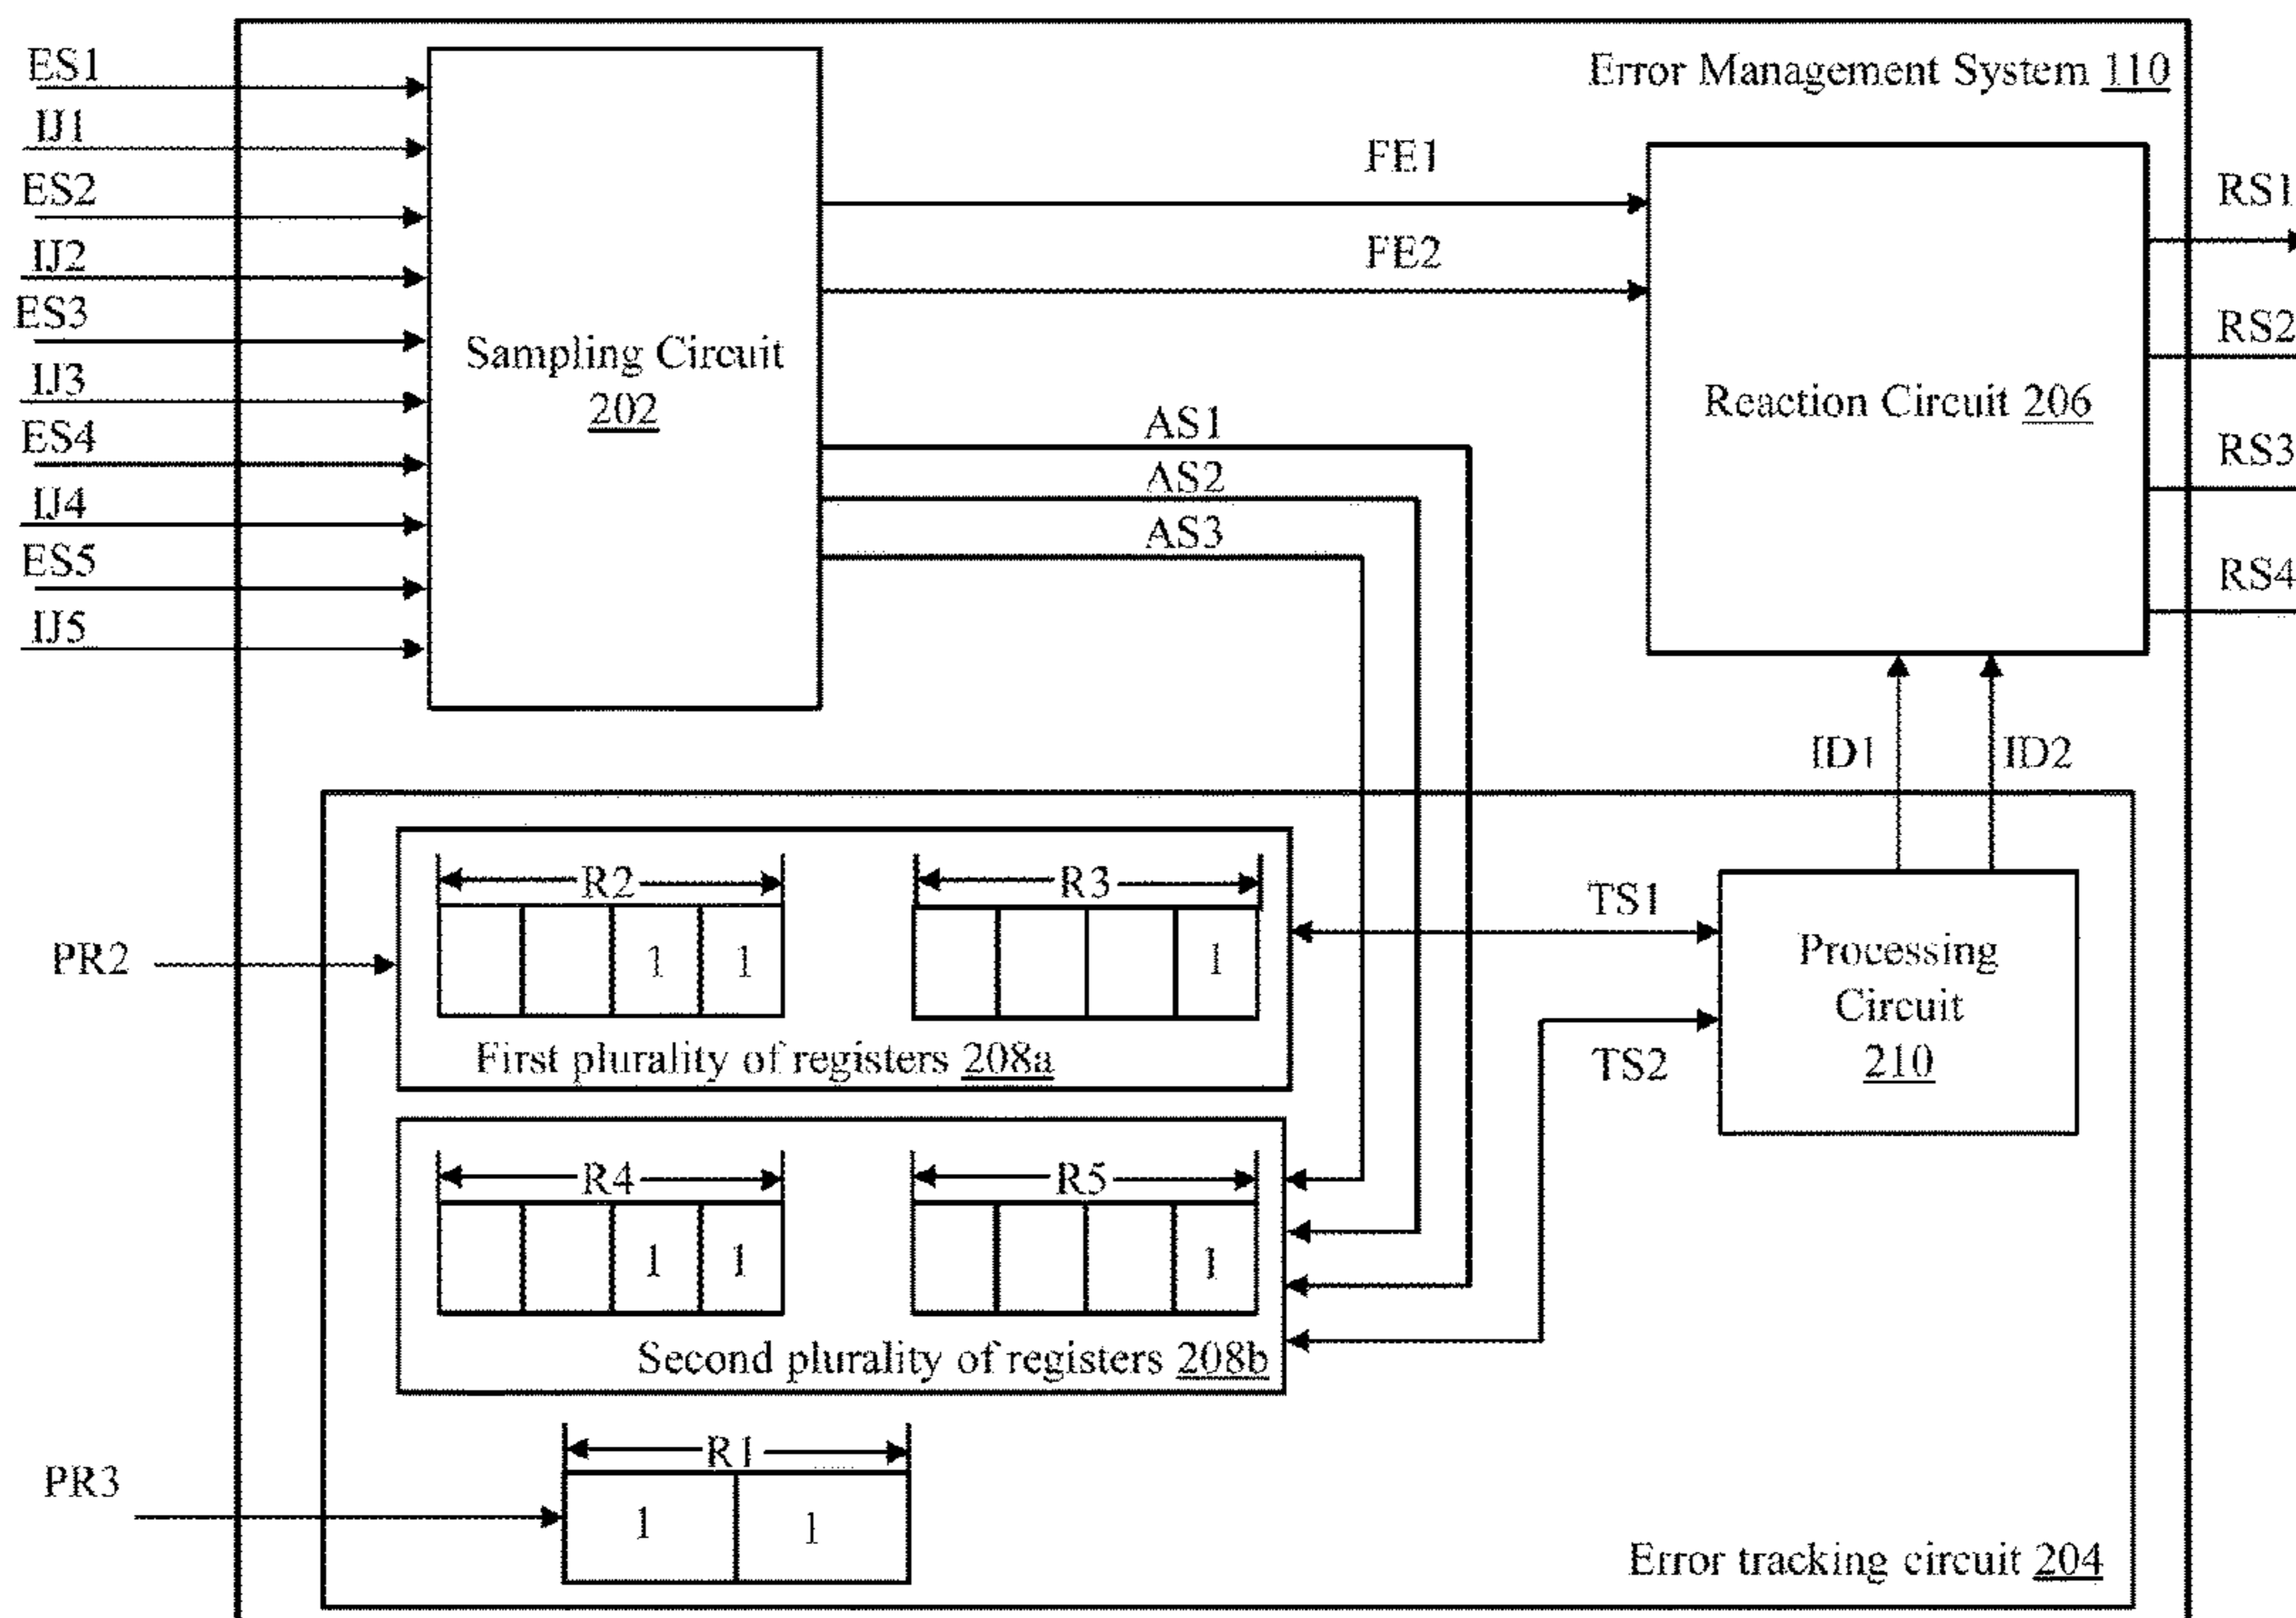 Error Management System 110
ES1
IJ1
ES2
IJ2
ES3
IJ3
ES4
IJ4
ES5
IJ5
Sampling Circuit
202
FE1
FE2
AS1
AS2
AS3
Reaction Circuit 206
RS1
RS2
RS3
RS4
ID1
ID2
PR2
R2
1 1
R3
1
First plurality of registers 208a
TS1
TS2
Processing
Circuit
210
R4
1 1
R5
1
Second plurality of registers 208b
PR3
R1
1 1
Error tracking circuit 204